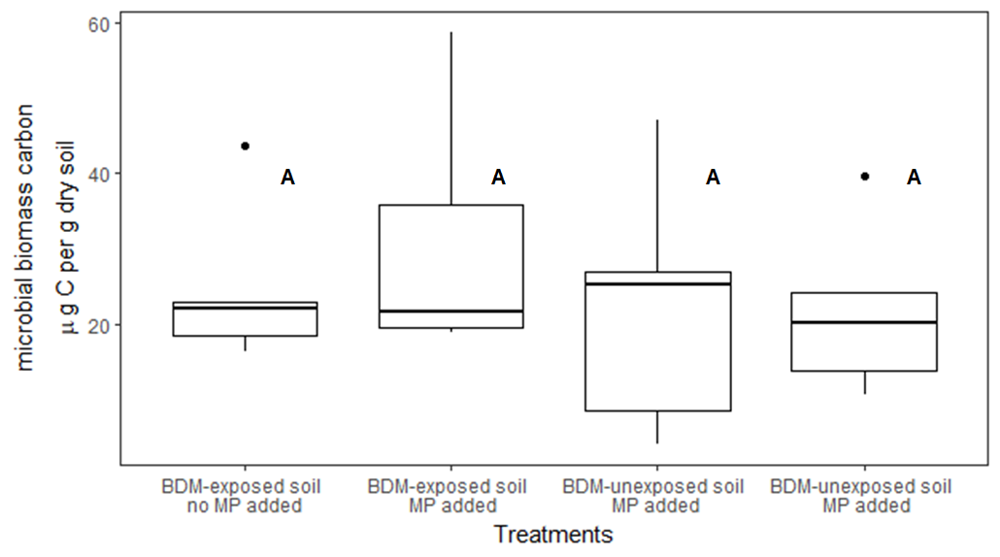 microbial biomass carbon
μ g C per g dry soil
60
40
20
A
A
A
A
BDM-exposed soil
no MP added
BDM-exposed soil
MP added
BDM-unexposed soil
MP added
BDM-unexposed soil
MP added
Treatments